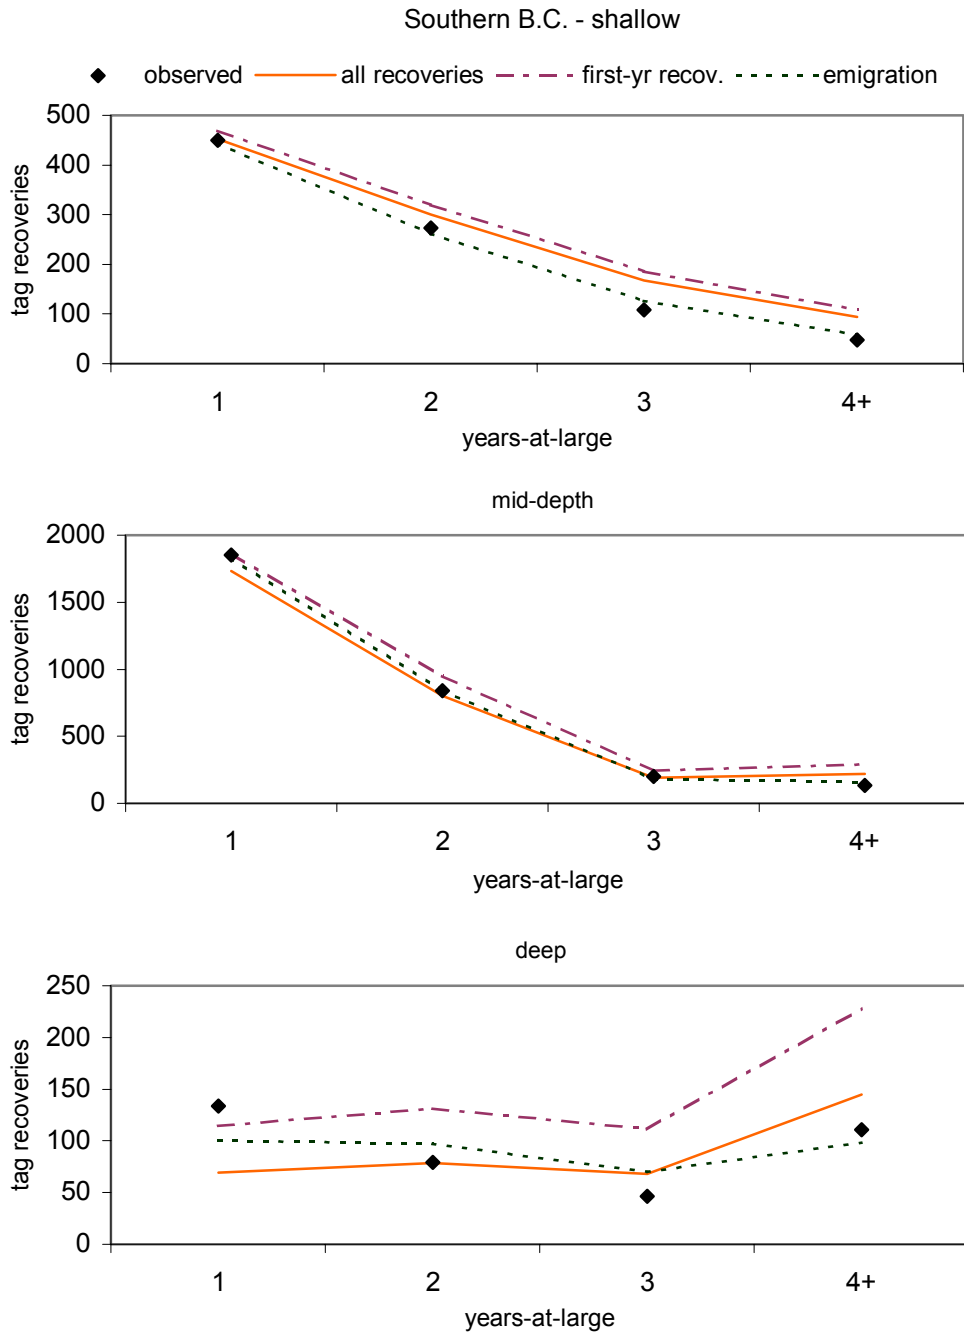 Southern B.C. - shallow
observed all recoveries first-yr recov. emigration
500
400
300
200
100
0
tag recoveries
1 2 3 4+
years-at-large
mid-depth
2000
1500
1000
500
0
tag recoveries
1 2 3 4+
years-at-large
deep
250
200
150
100
50
0
tag recoveries
1 2 3 4+
years-at-large